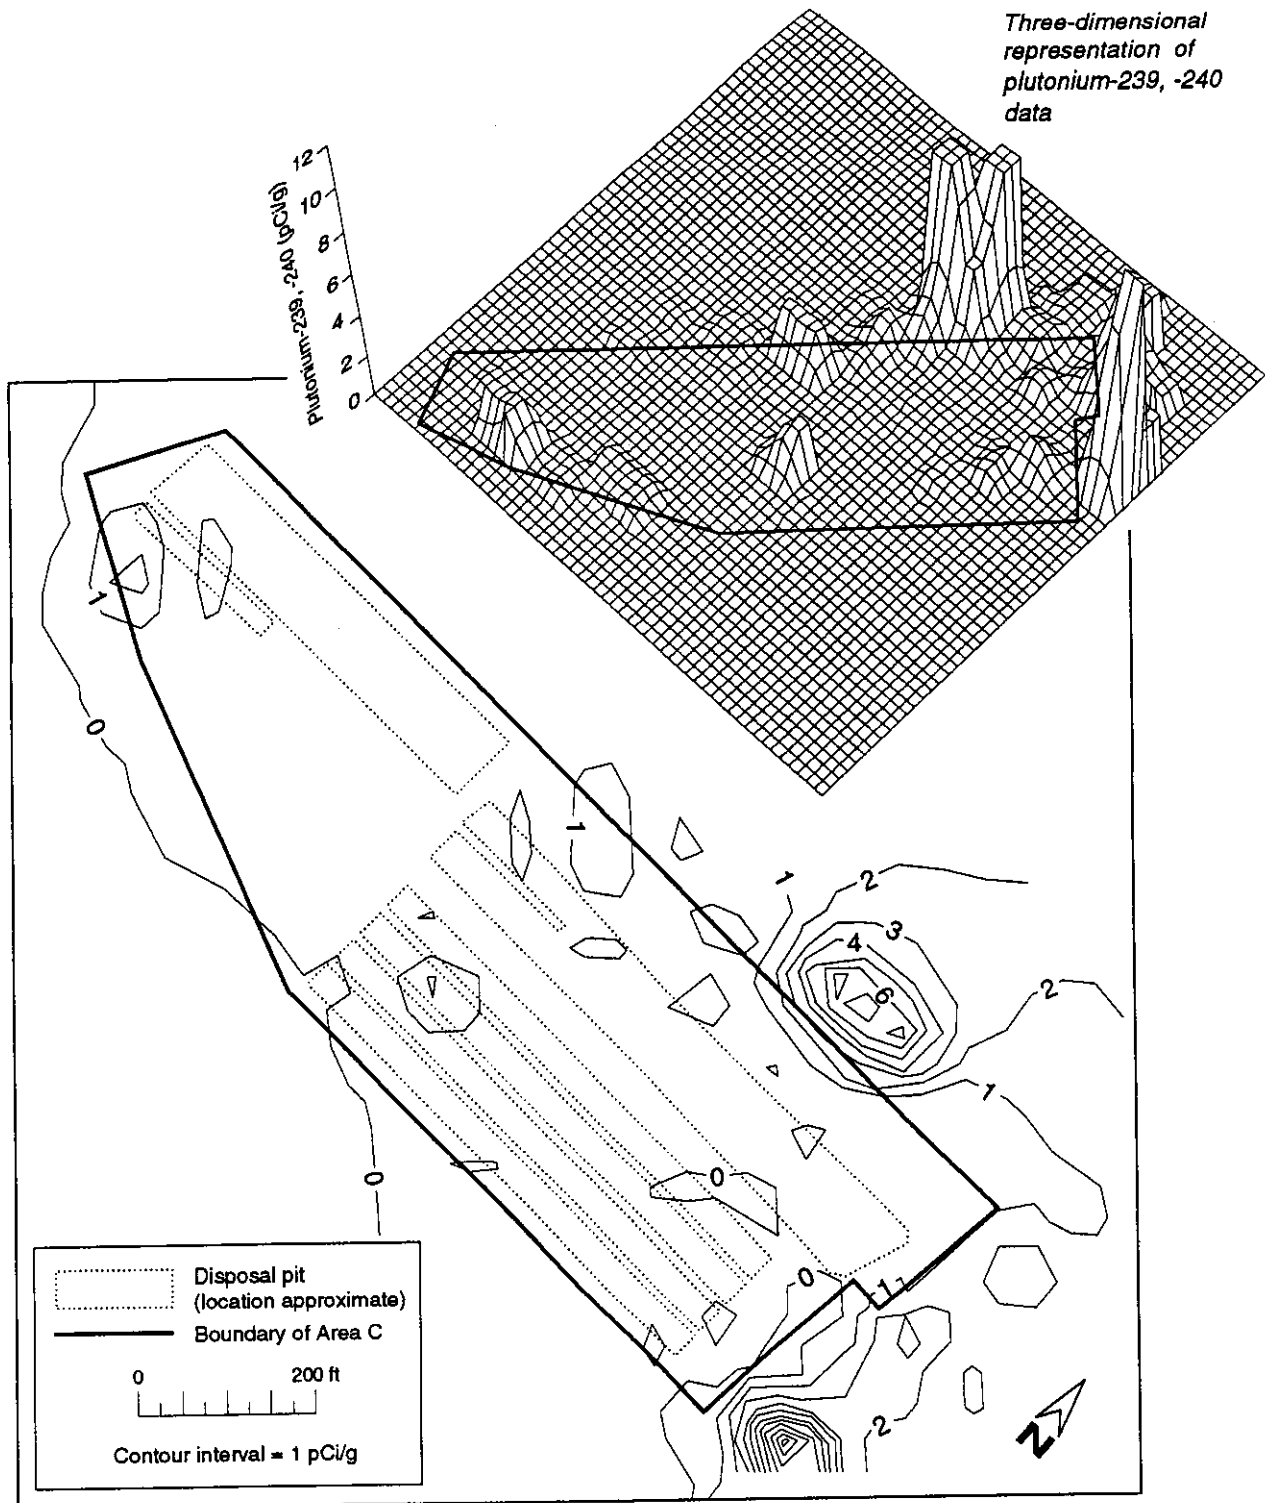 Three-dimensional
representation of
plutonium-239, -240
data
12
10
8
6
4
2
0
Plutonium-239, -240 (pCi/g)
1
0
1
1
2
3
4
6
2
1
0
0
0
1
2
Disposal pit
(location approximate)
Boundary of Area C
0 200 ft
Contour interval = 1 pCi/g
N